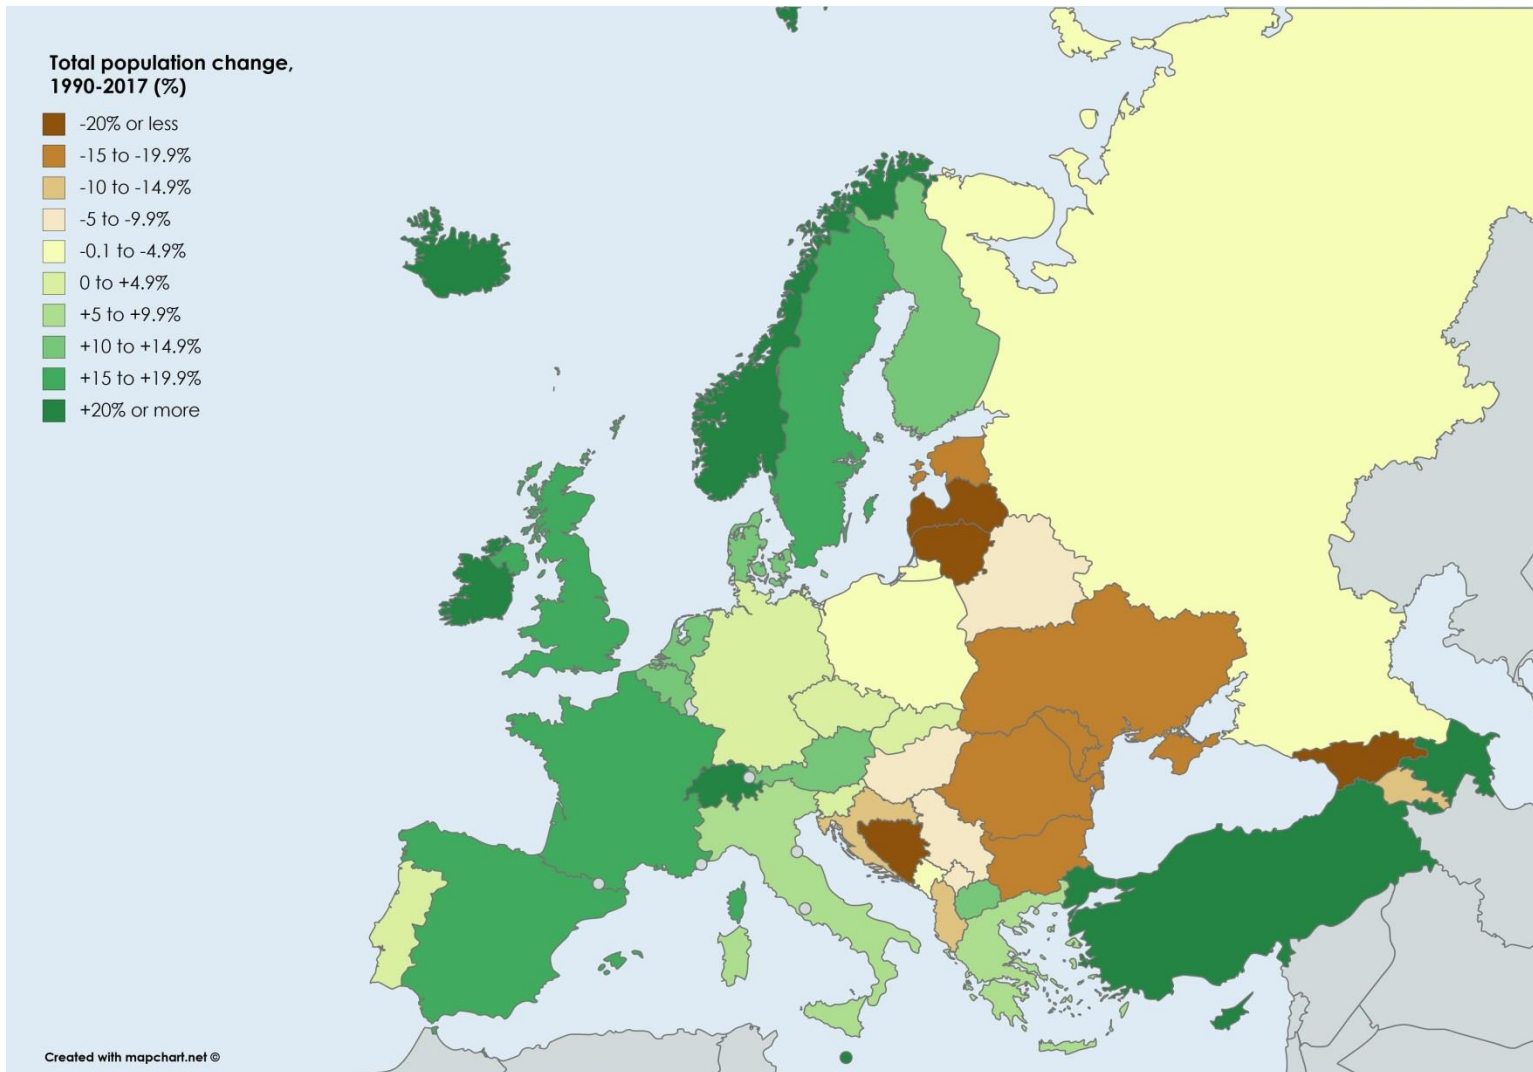 Total population change,
1990-2017 (%)
-20% or less
-15 to -19.9%
-10 to -14.9%
-5 to -9.9%
-0.1 to -4.9%
0 to +4.9%
+5 to +9.9%
+10 to +14.9%
+15 to +19.9%
+20% or more
Created with mapchart.net ©